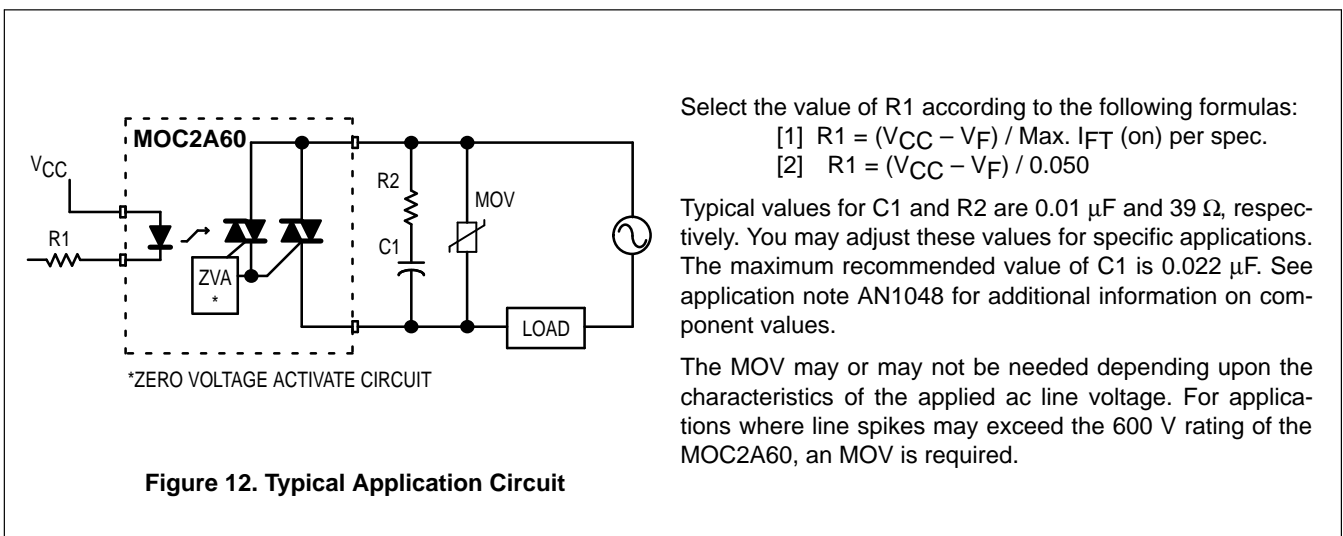 MOC2A60
VCC
R1
ZVA
*
R2
C1
MOV
LOAD
*ZERO VOLTAGE ACTIVATE CIRCUIT
Figure 12. Typical Application Circuit
Select the value of R1 according to the following formulas:
[1] R1 = (VCC – VF) / Max. IFT (on) per spec.
[2] R1 = (VCC – VF) / 0.050
Typical values for C1 and R2 are 0.01 μF and 39 Ω, respec-
tively. You may adjust these values for specific applications.
The maximum recommended value of C1 is 0.022 μF. See
application note AN1048 for additional information on com-
ponent values.
The MOV may or may not be needed depending upon the
characteristics of the applied ac line voltage. For applica-
tions where line spikes may exceed the 600 V rating of the
MOC2A60, an MOV is required.